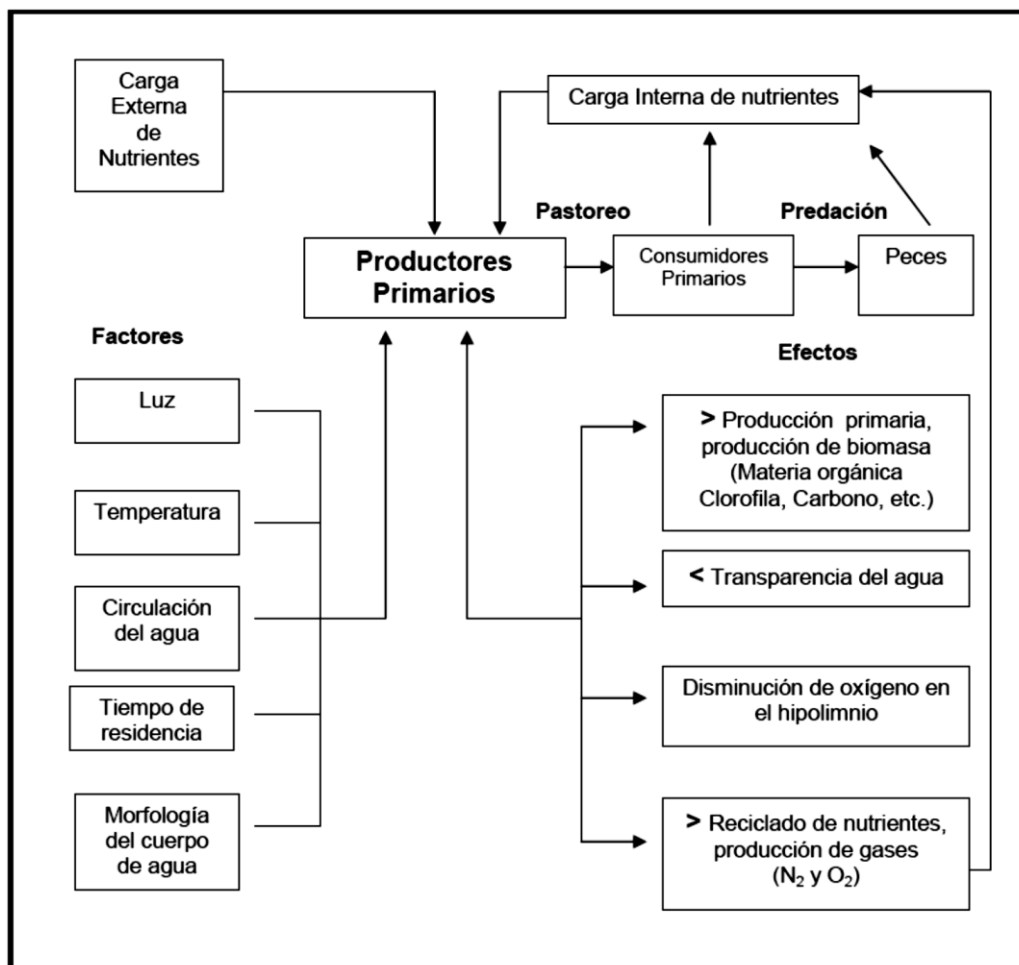 Carga
Externa
de
Nutrientes
Carga Interna de nutrientes
Pastoreo
Predación
Productores
Primarios
Consumidores
Primarios
Peces
Factores
Efectos
Luz
Temperatura
Circulación
del agua
Tiempo de
residencia
Morfología
del cuerpo
de agua
> Producción primaria,
producción de biomasa
(Materia orgánica
Clorofila, Carbono, etc.)
< Transparencia del agua
Disminución de oxígeno en
el hipolimnio
> Reciclado de nutrientes,
producción de gases
(N₂ y O₂)